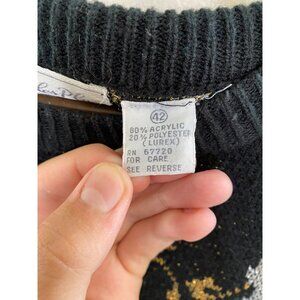 42
80% ACRYLIC
20% POLYESTER
(LUREX)
RN 67720
FOR CARE
SEE REVERSE